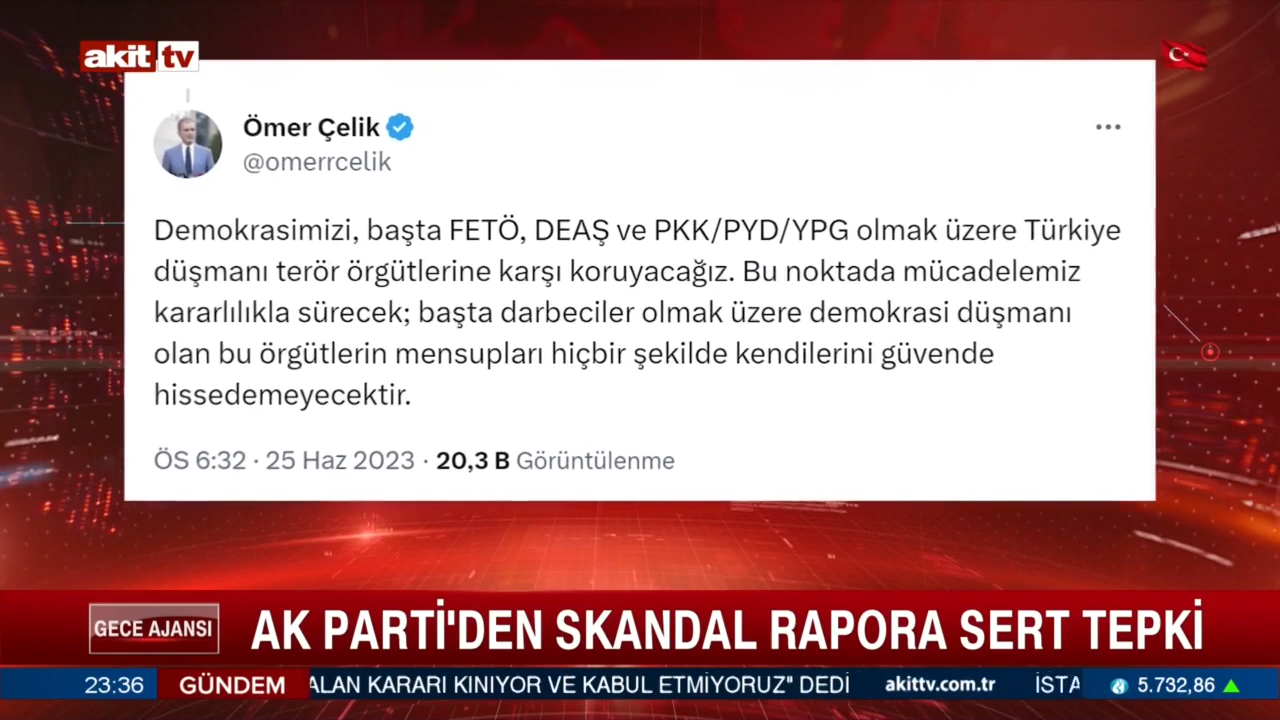 akit tv
Ömer Çelik
@omerrcelik
Demokrasimizi, başta FETÖ, DEAŞ ve PKK/PYD/YPG olmak üzere Türkiye
düşmanı terör örgütlerine karşı koruyacağız. Bu noktada mücadelemiz
kararlılıkla sürecek; başta darbeciler olmak üzere demokrasi düşmanı
olan bu örgütlerin mensupları hiçbir şekilde kendilerini güvende
hissedemeyecektir.
ÖS 6:32 · 25 Haz 2023 · 20,3 B Görüntülenme
GECE AJANSI AK PARTİ'DEN SKANDAL RAPORA SERT TEPKİ
23:36 GÜNDEM ALAN KARARI KINIYOR VE KABUL ETMİYORUZ" DEDİ akittv.com.tr İSTA 5.732,86